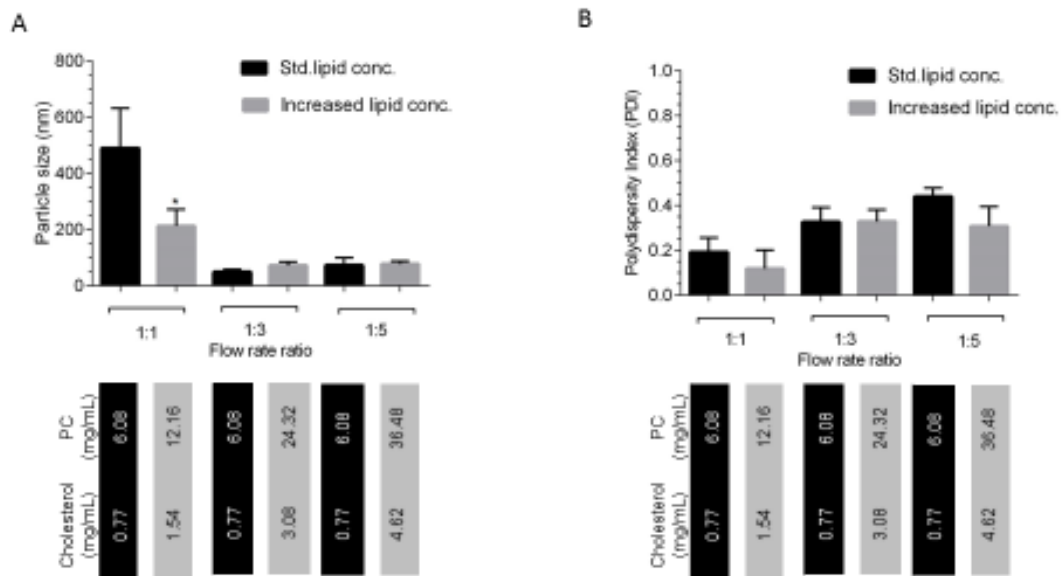 A
800
600
400
200
0
Particle size (nm)
Std.lipid conc.
Increased lipid conc.
*
1:1 1:3 1:5
Flow rate ratio
PC
(mg/mL)
6.08 12.16 6.08 24.32 6.08 36.48
Cholesterol
(mg/mL)
0.77 1.54 0.77 3.08 0.77 4.62
B
1.0
0.8
0.6
0.4
0.2
0.0
Polydispersity Index (PDI)
Std.lipid conc.
Increased lipid conc.
1:1 1:3 1:5
Flow rate ratio
PC
(mg/mL)
6.08 12.16 6.08 24.32 6.08 36.48
Cholesterol
(mg/mL)
0.77 1.54 0.77 3.08 0.77 4.62